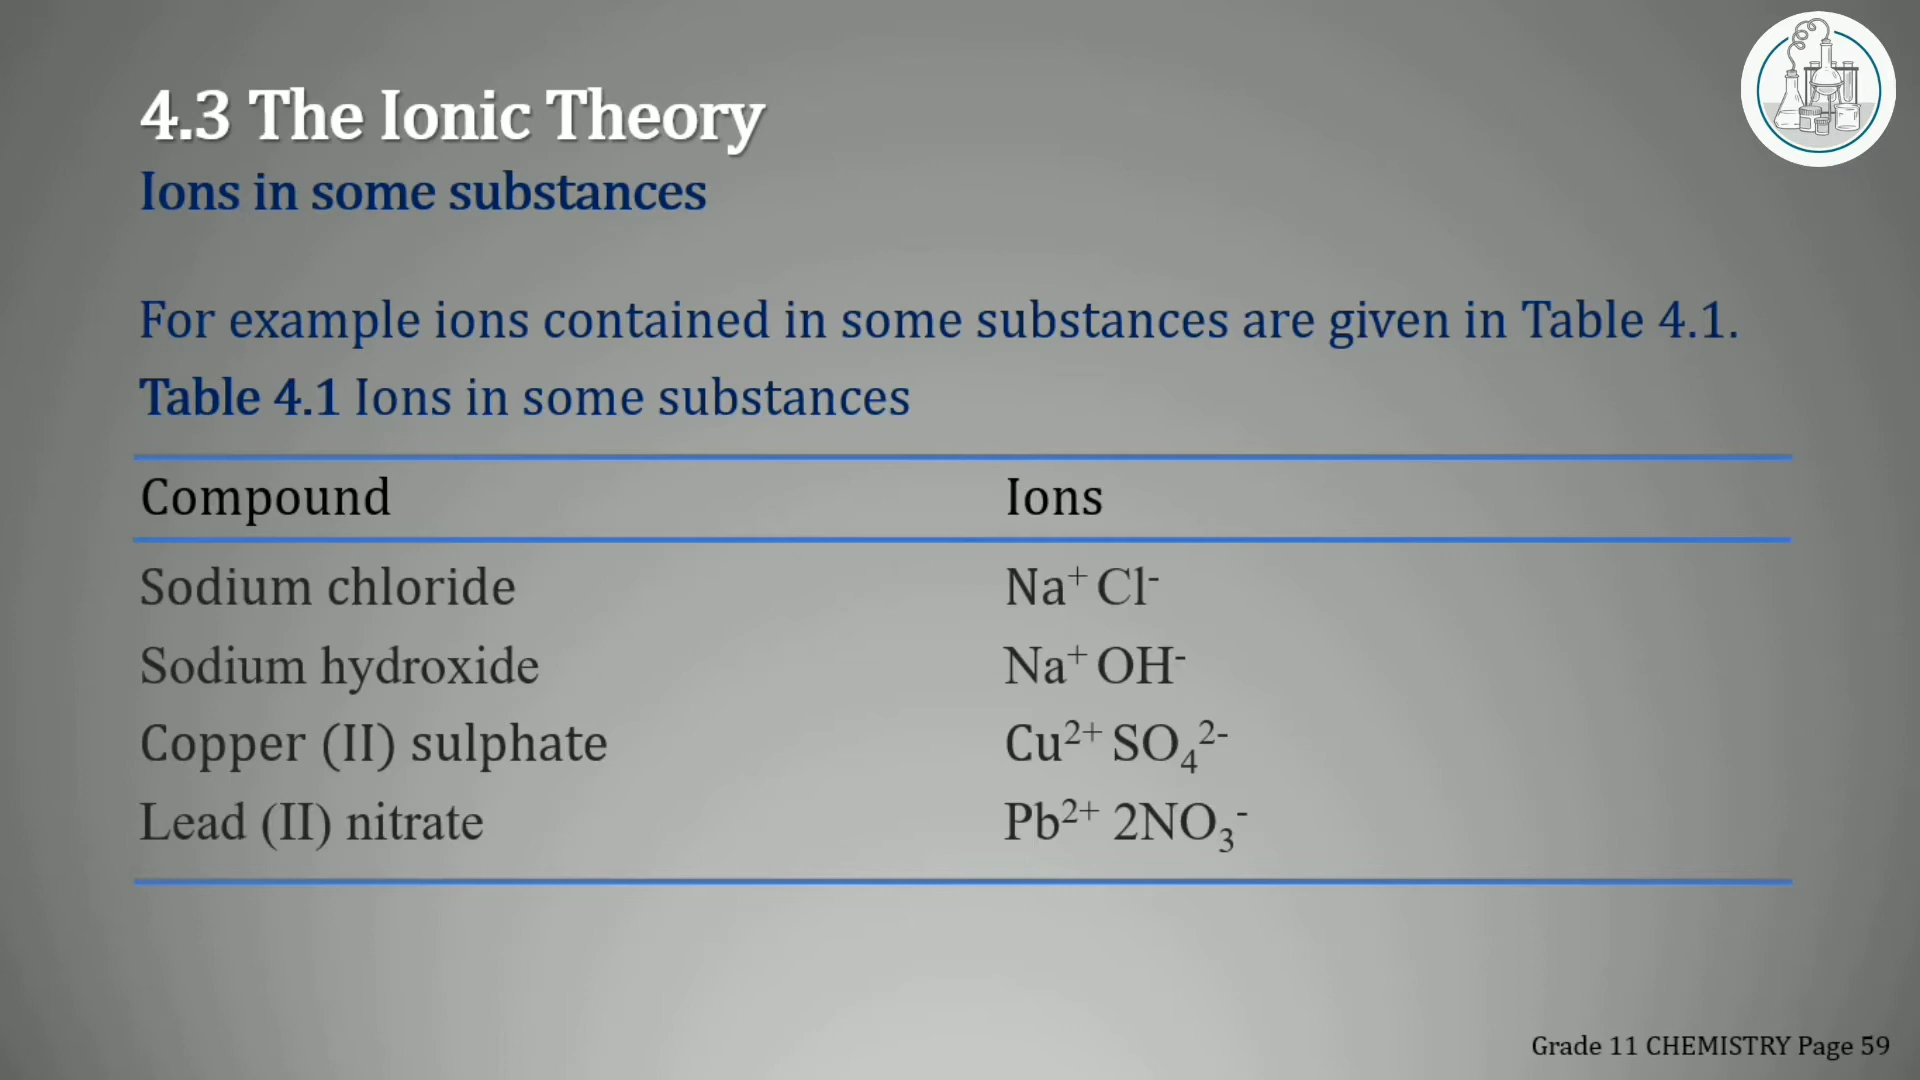 4.3 The Ionic Theory
Ions in some substances
For example ions contained in some substances are given in Table 4.1.
Table 4.1 Ions in some substances
Compound Ions
Sodium chloride Na⁺ Cl⁻
Sodium hydroxide Na⁺ OH⁻
Copper (II) sulphate Cu²⁺ SO₄²⁻
Lead (II) nitrate Pb²⁺ 2NO₃⁻
Grade 11 CHEMISTRY Page 59